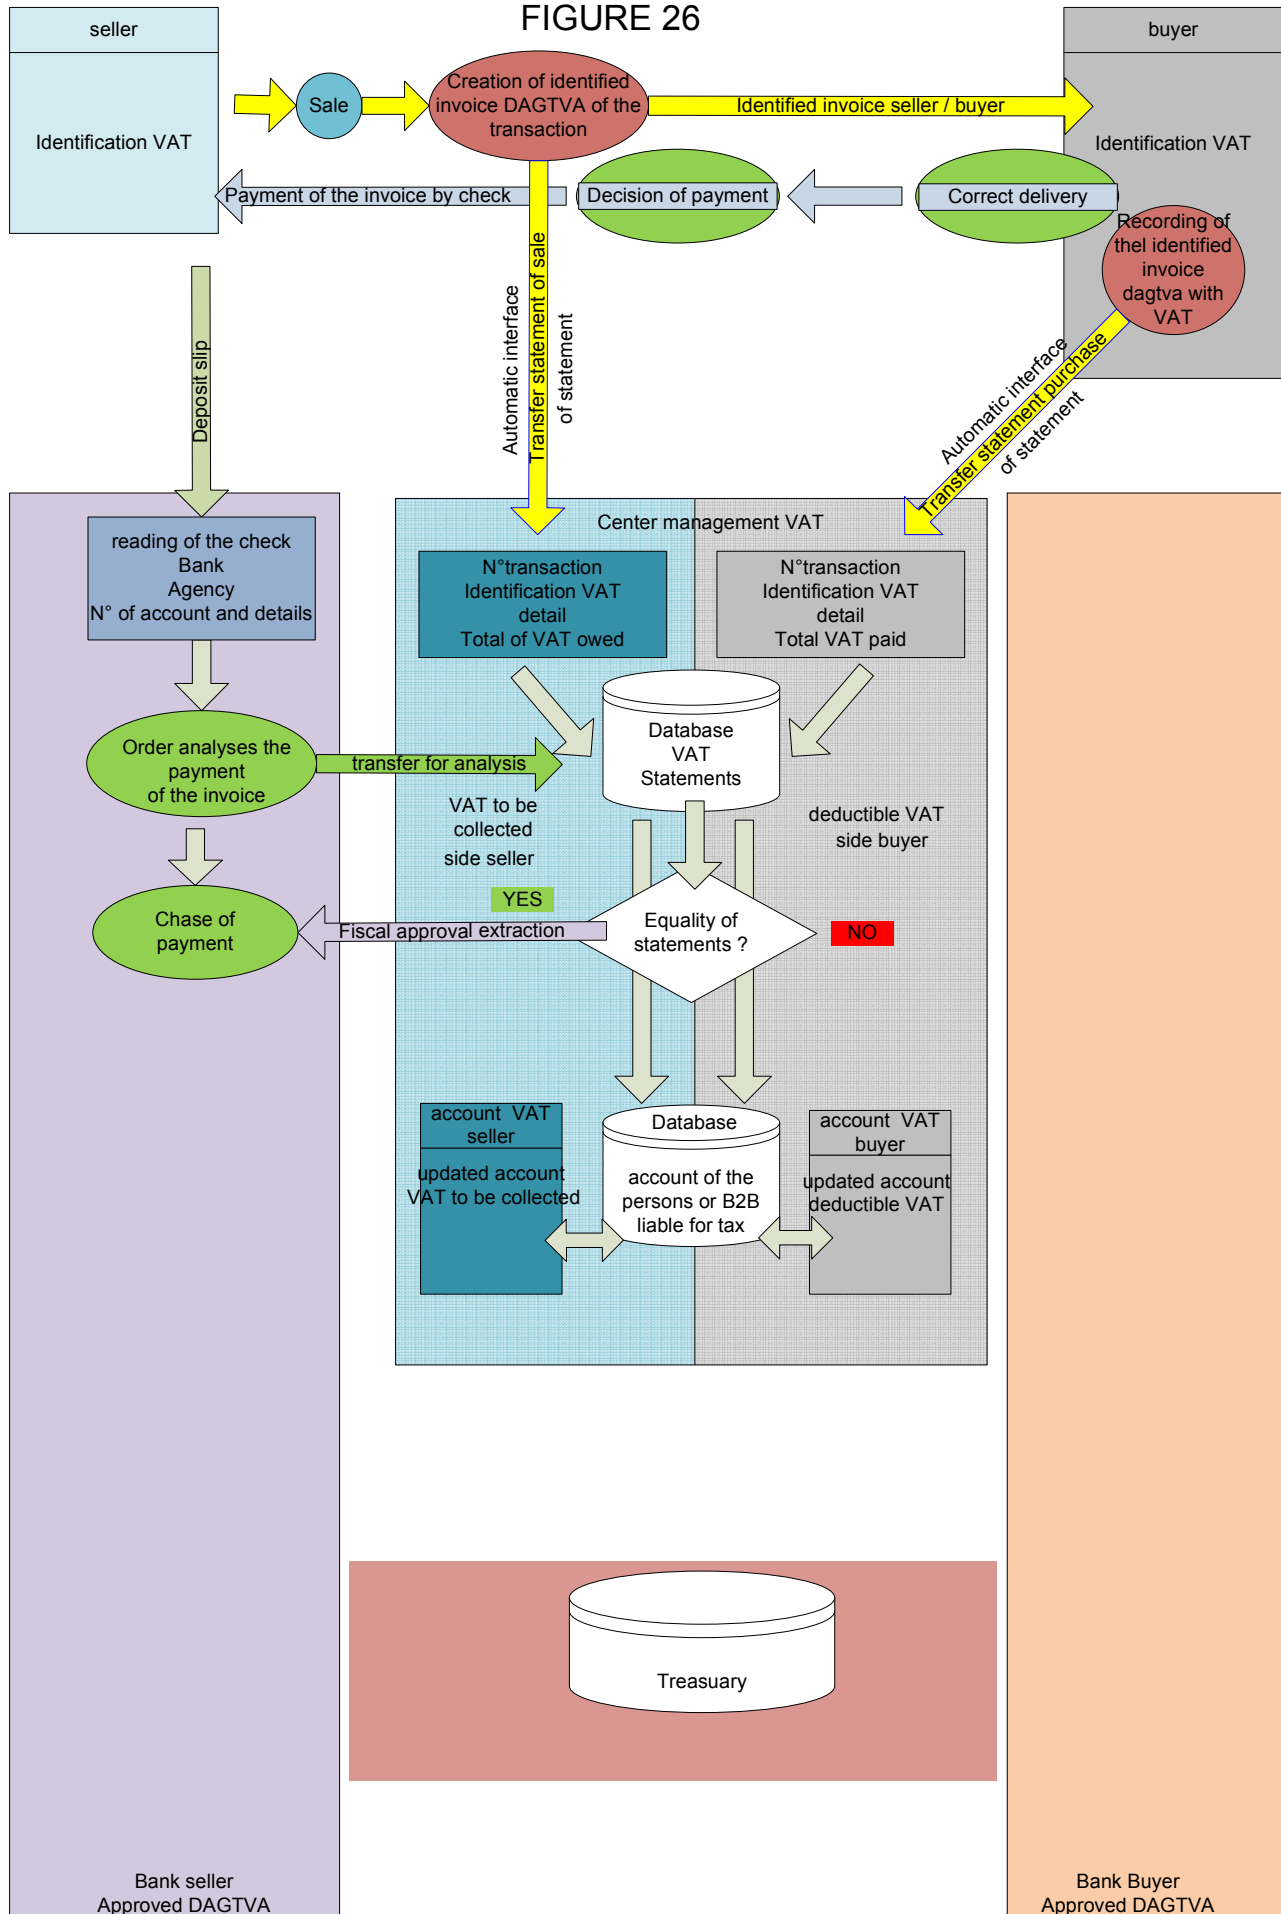 FIGURE 26
seller
buyer
Identification VAT
Sale
Creation of identified
invoice DAGTVA of the
transaction
Identified invoice seller / buyer
Identification VAT
Payment of the invoice by check
Decision of payment
Correct delivery
Recording of
thel identified
invoice
dagtva with
VAT
Deposit slip
Automatic interface
Transfer statement of sale
of statement
Automatic interface
Transfer statement purchase
of statement
Center management VAT
reading of the check
Bank
Agency
N° of account and details
N°transaction
Identification VAT
detail
Total of VAT owed
N°transaction
Identification VAT
detail
Total VAT paid
Order analyses the
payment
of the invoice
transfer for analysis
Database
VAT
Statements
VAT to be
collected
side seller
deductible VAT
side buyer
YES
Chase of
payment
Fiscal approval extraction
Equality of
statements ?
NO
account VAT
seller
updated account
VAT to be collected
Database
account of the
persons or B2B
liable for tax
account VAT
buyer
updated account
deductible VAT
Treasury
Bank seller
Approved DAGTVA
Bank Buyer
Approved DAGTVA